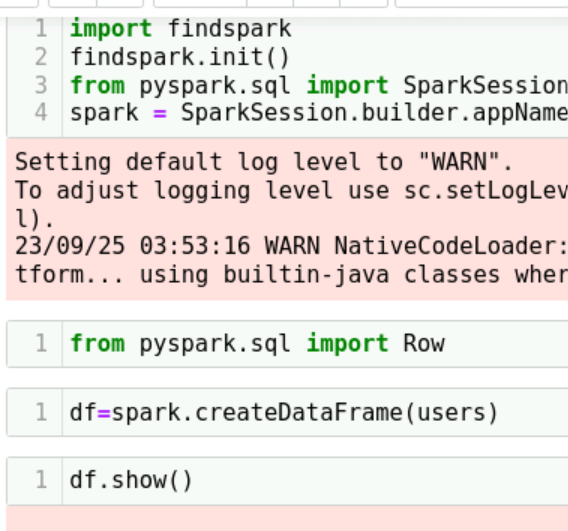 1 import findspark
2 findspark.init()
3 from pyspark.sql import SparkSession
4 spark = SparkSession.builder.appName
Setting default log level to "WARN".
To adjust logging level use sc.setLogLev
l).
23/09/25 03:53:16 WARN NativeCodeLoader:
tform... using builtin-java classes wher
1 from pyspark.sql import Row
1 df=spark.createDataFrame(users)
1 df.show()